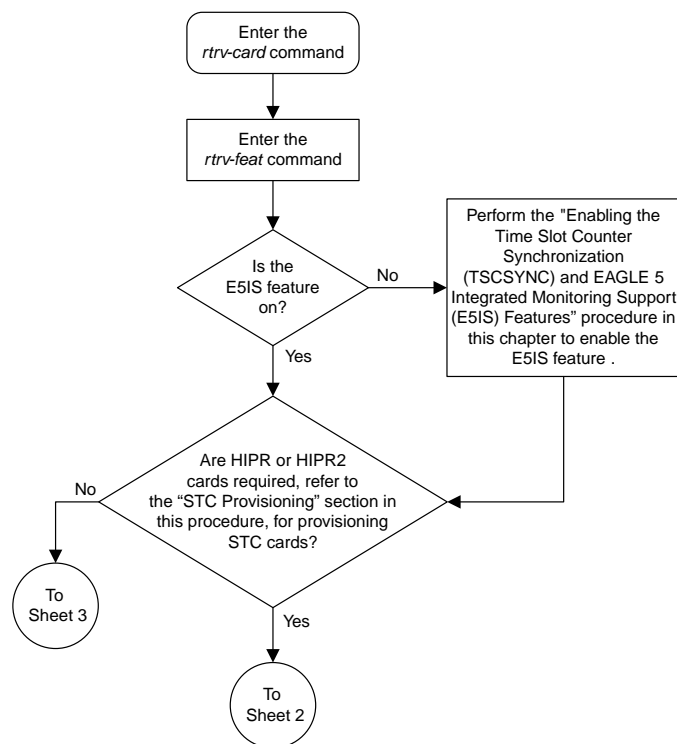 Enter the
rtrv-card command
Enter the
rtrv-feat command
Is the
E5IS feature
on?
No
Yes
Perform the "Enabling the
Time Slot Counter
Synchronization
(TSCSYNC) and EAGLE 5
Integrated Monitoring Support
(E5IS) Features” procedure in
this chapter to enable the
E5IS feature .
Are HIPR or HIPR2
cards required, refer to
the “STC Provisioning” section in
this procedure, for provisioning
STC cards?
No
Yes
To
Sheet 3
To
Sheet 2